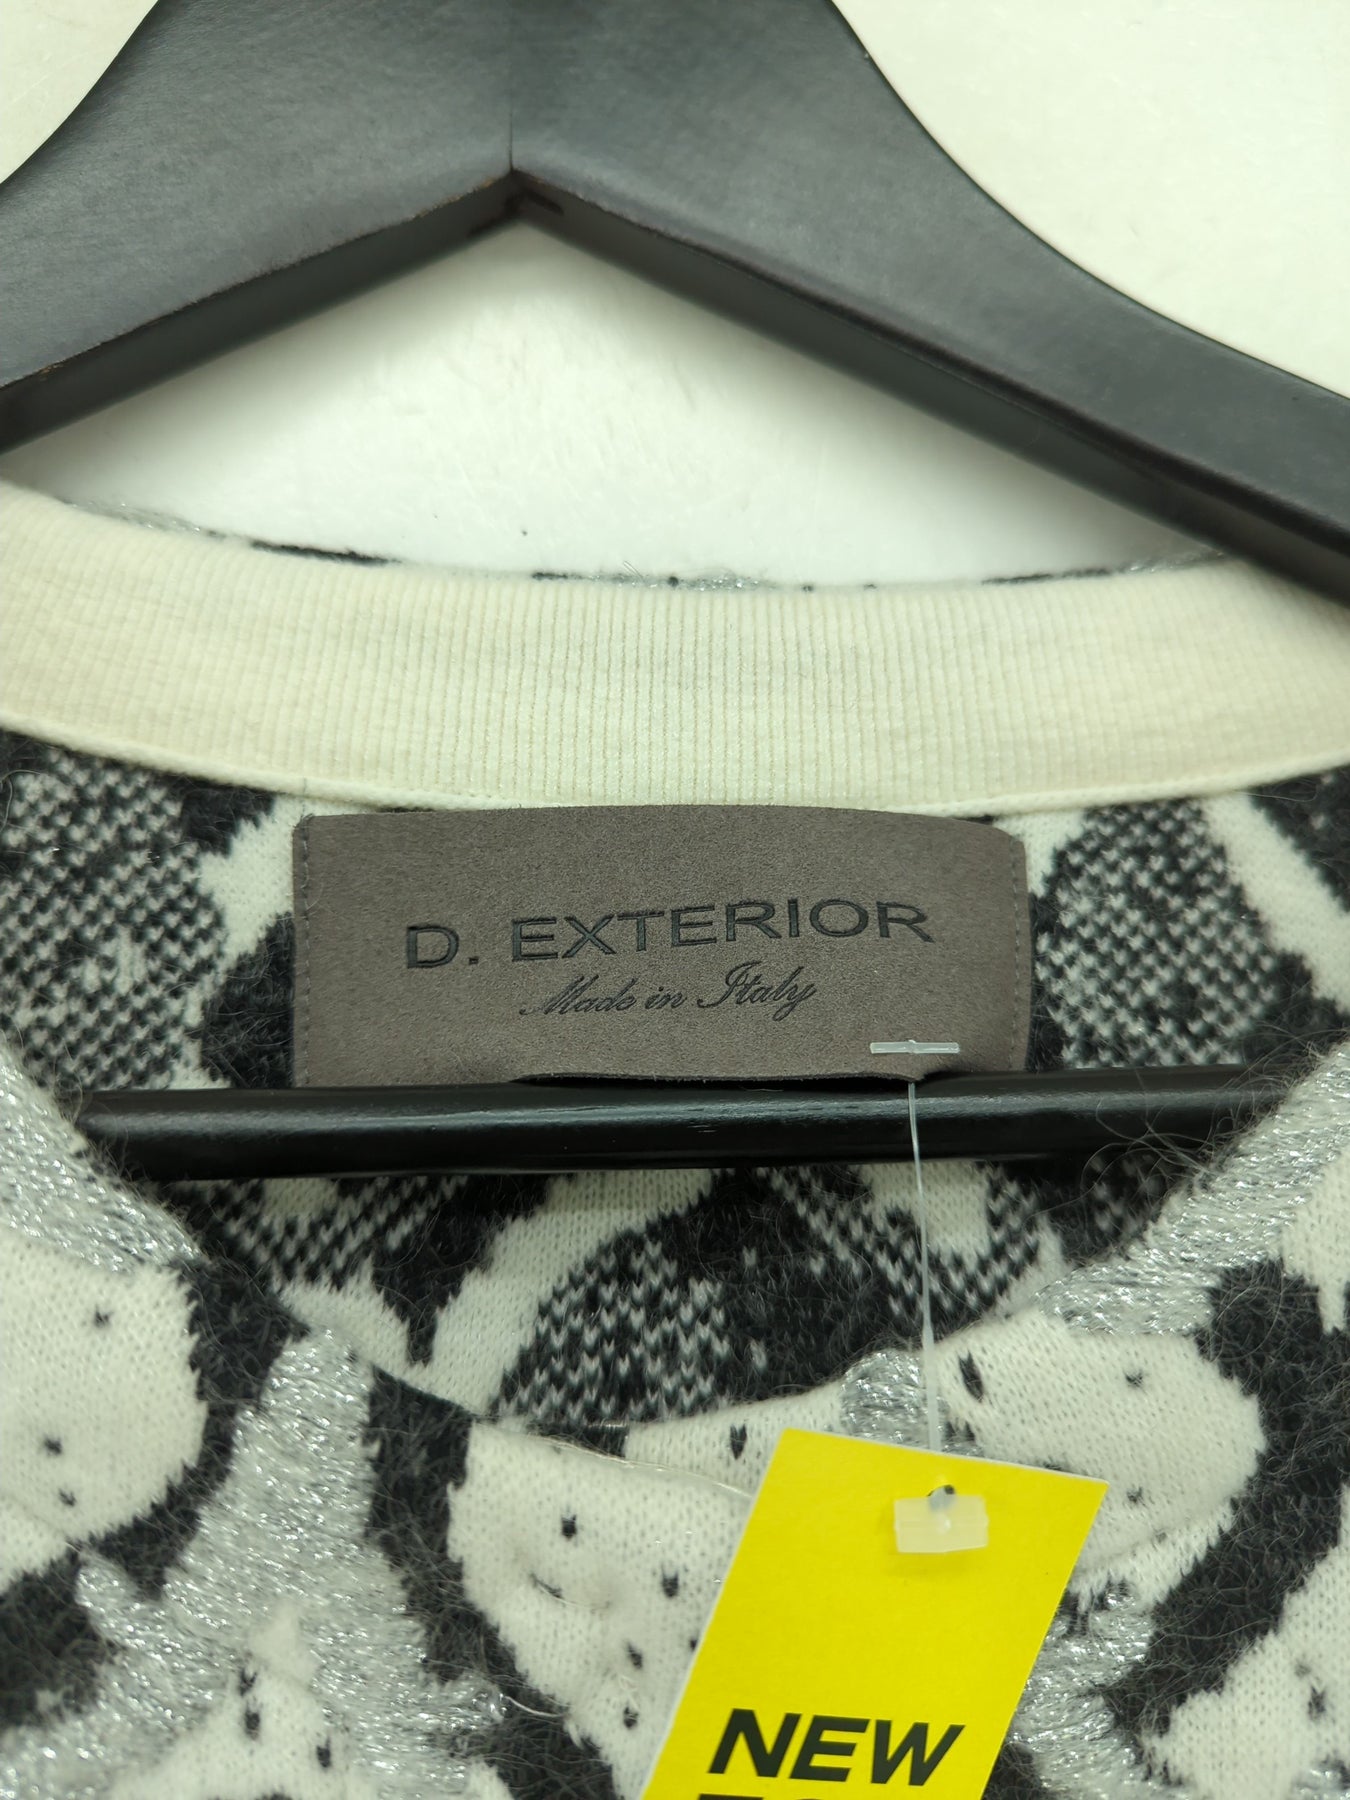 D. EXTERIOR
Made in Italy
NEW